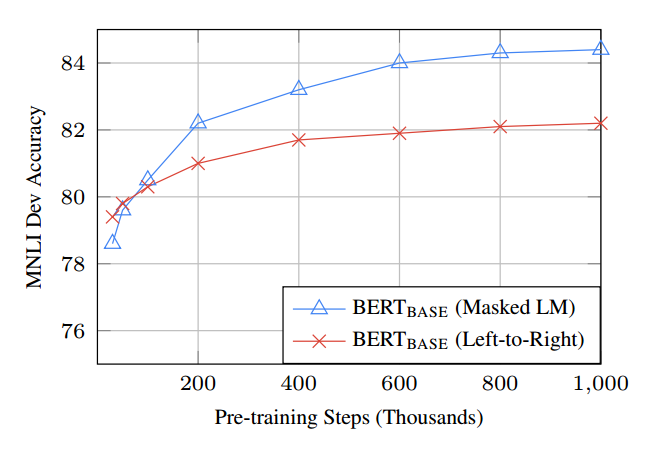 84
82
80
78
76
MNLI Dev Accuracy
BERTBASE (Masked LM)
BERTBASE (Left-to-Right)
200 400 600 800 1,000
Pre-training Steps (Thousands)